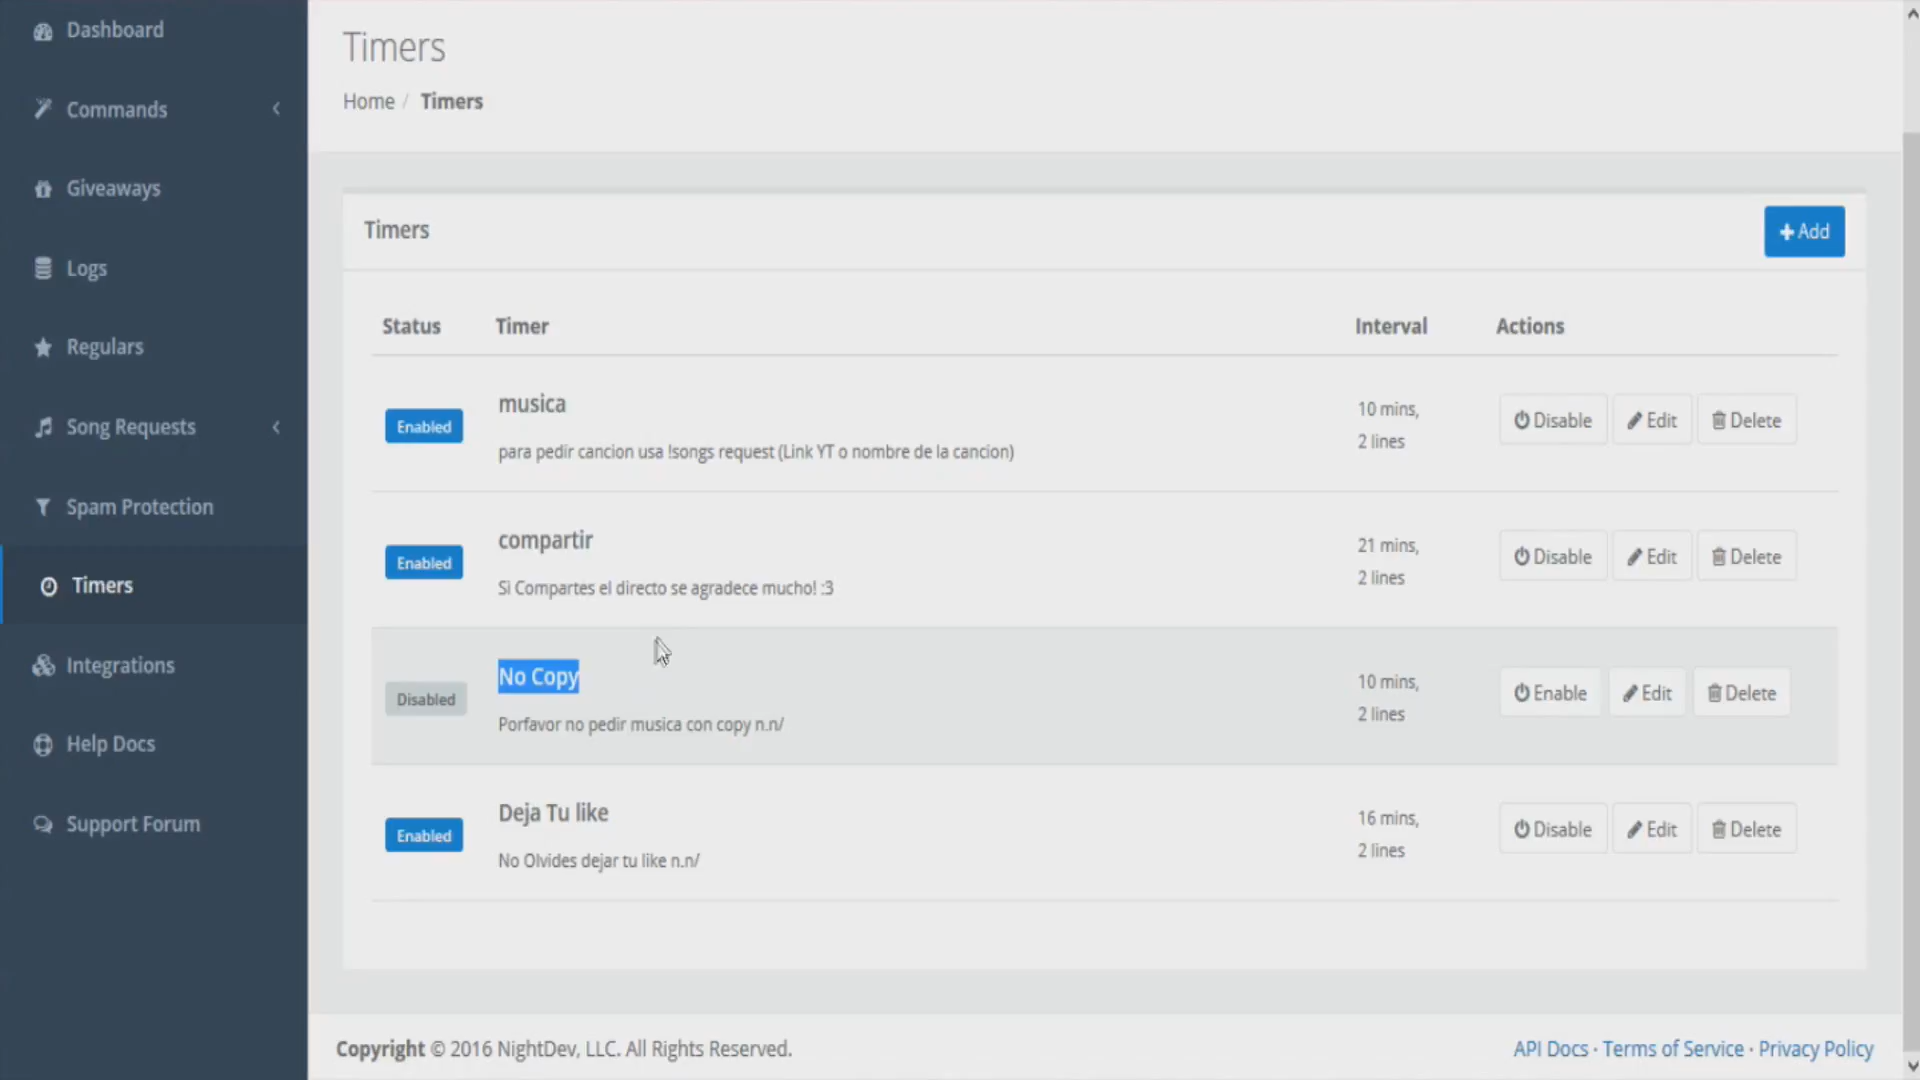 Dashboard
Commands
Giveaways
Logs
Regulars
Song Requests
Spam Protection
Timers
Integrations
Help Docs
Support Forum
Timers
Home / Timers
Timers
Add
Status Timer Interval Actions
musica
Enabled
para pedir cancion usa !songs request (Link YT o nombre de la cancion)
10 mins,
2 lines
Disable Edit Delete
compartir
Enabled
Si Compartes el directo se agradece mucho! :3
21 mins,
2 lines
Disable Edit Delete
No Copy
Disabled
Porfavor no pedir musica con copy n.n/
10 mins,
2 lines
Enable Edit Delete
Deja Tu like
Enabled
No Olvides dejar tu like n.n/
16 mins,
2 lines
Disable Edit Delete
Copyright © 2016 NightDev, LLC. All Rights Reserved.
API Docs · Terms of Service · Privacy Policy